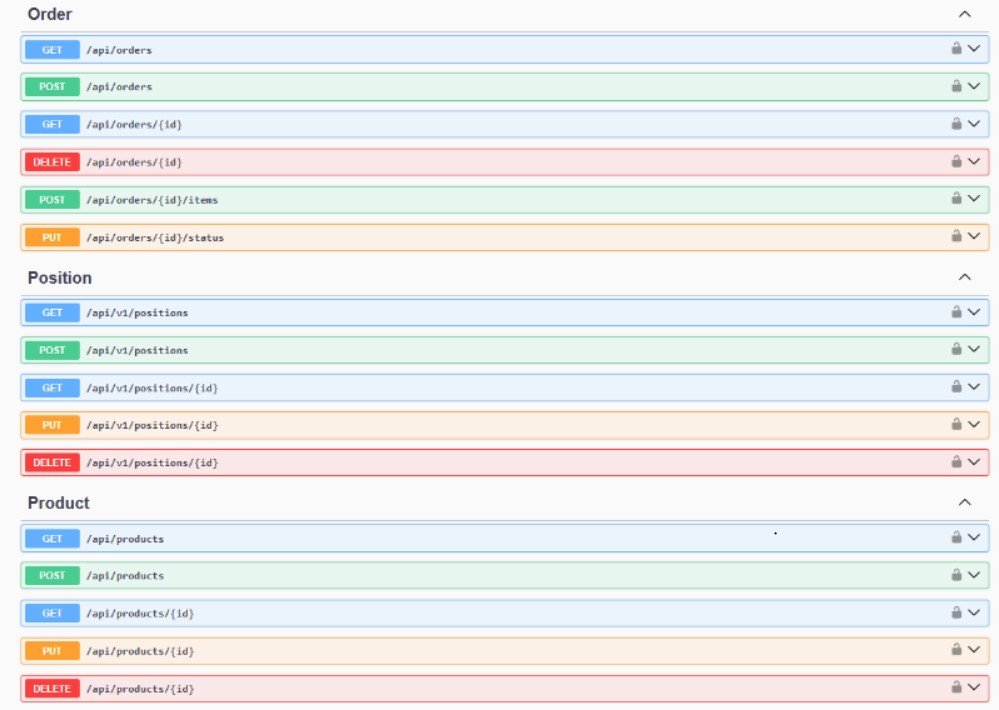 Order
GET /api/orders
POST /api/orders
GET /api/orders/{id}
DELETE /api/orders/{id}
POST /api/orders/{id}/items
PUT /api/orders/{id}/status
Position
GET /api/v1/positions
POST /api/v1/positions
GET /api/v1/positions/{id}
PUT /api/v1/positions/{id}
DELETE /api/v1/positions/{id}
Product
GET /api/products
POST /api/products
GET /api/products/{id}
PUT /api/products/{id}
DELETE /api/products/{id}